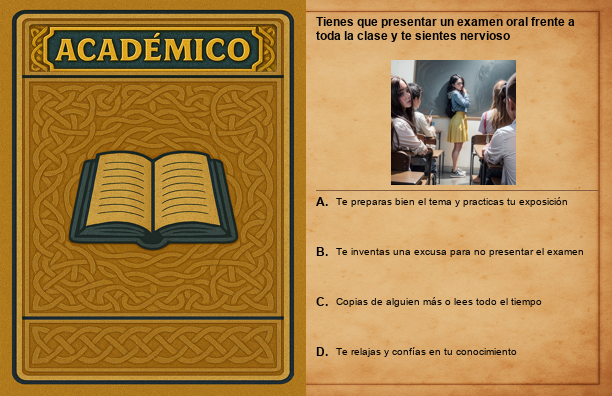 ACADÉMICO
Tienes que presentar un examen oral frente a
toda la clase y te sientes nervioso
A. Te preparas bien el tema y practicas tu exposición
B. Te inventas una excusa para no presentar el examen
C. Copias de alguien más o lees todo el tiempo
D. Te relajas y confías en tu conocimiento